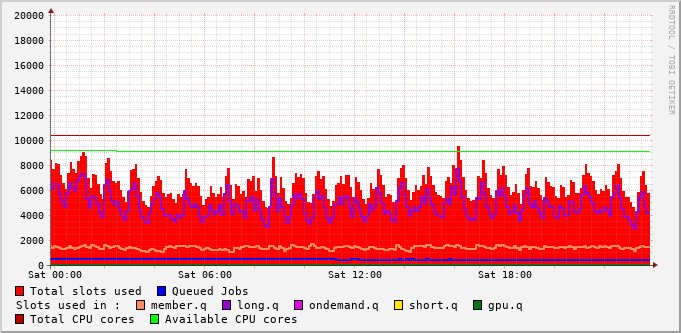 20000
18000
16000
14000
12000
10000
8000
6000
4000
2000
0
Sat 00:00 Sat 06:00 Sat 12:00 Sat 18:00
Total slots used Queued Jobs
Slots used in : member.q long.q ondemand.q short.q gpu.q
Total CPU cores Available CPU cores
RRDTOOL / TOBI OETIKER